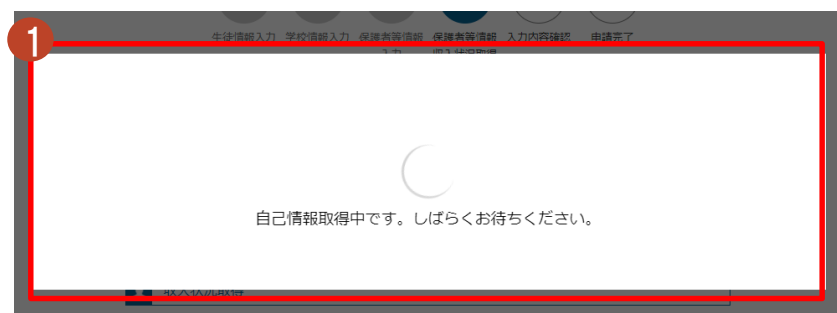 1
生徒情報入力 学校情報入力 保護者等情報 保護者等情報 入力内容確認 申請完了
入力 収入状況取得
自己情報取得中です。しばらくお待ちください。
収入状況取得